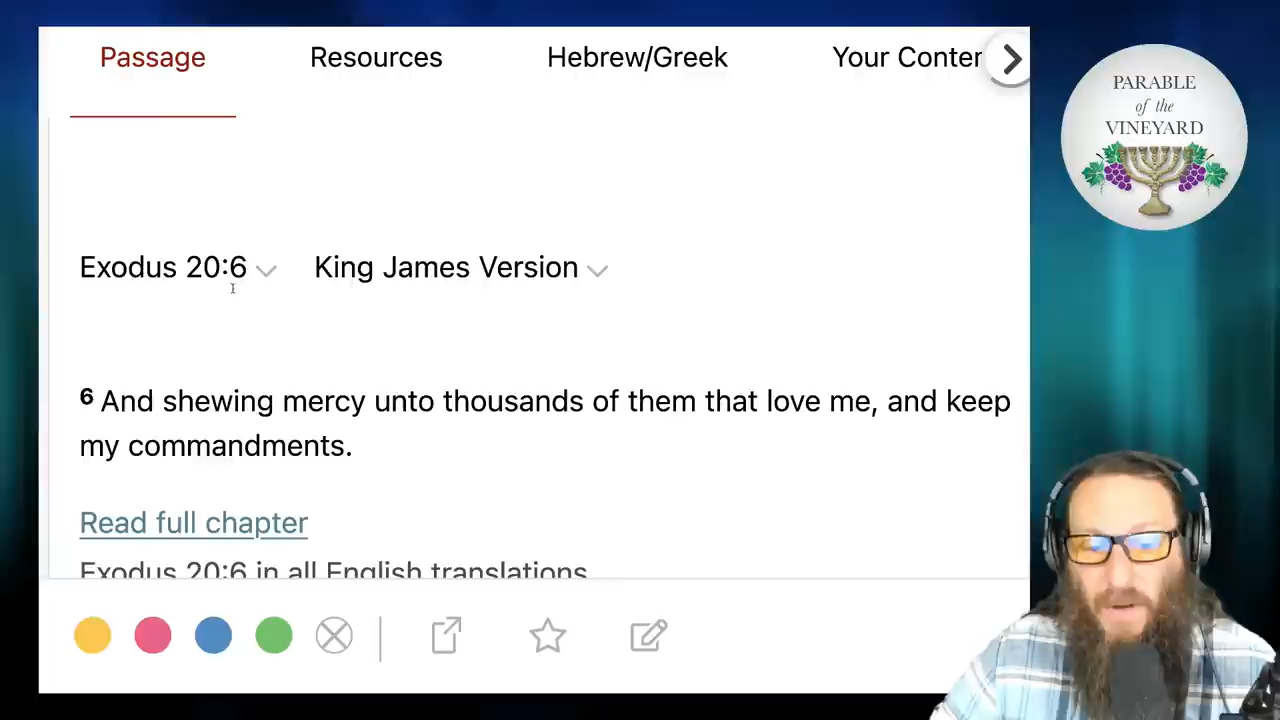 Passage
Resources
Hebrew/Greek
Your Conten
PARABLE
of the
VINEYARD
Exodus 20:6
King James Version
6 And shewing mercy unto thousands of them that love me, and keep
my commandments.
Read full chapter
Exodus 20:6 in all English translations